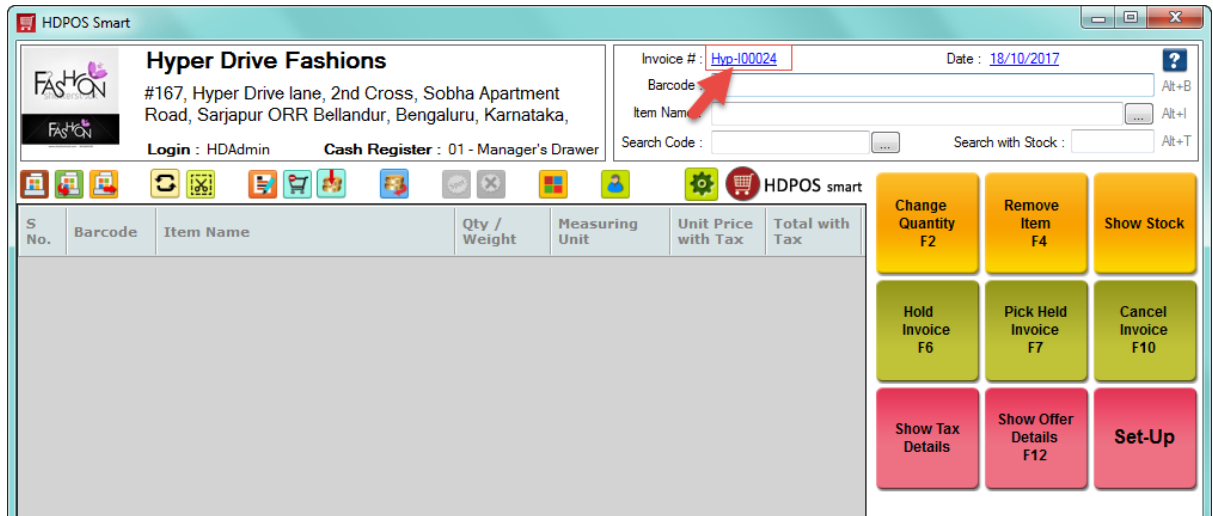 HDPOS Smart
FASHION
FASHION
Hyper Drive Fashions
#167, Hyper Drive lane, 2nd Cross, Sobha Apartment
Road, Sarjapur ORR Bellandur, Bengaluru, Karnataka,
Login : HDAdmin Cash Register : 01 - Manager's Drawer
Invoice # : Hyp-I00024 Date : 18/10/2017 ?
Barcode Alt+B
Item Name : ... Alt+I
Search Code : ... Search with Stock : Alt+T
HDPOS smart
S No. Barcode Item Name Qty / Weight Measuring Unit Unit Price with Tax Total with Tax
Change
Quantity
F2
Remove
Item
F4
Show Stock
Hold
Invoice
F6
Pick Held
Invoice
F7
Cancel
Invoice
F10
Show Tax
Details
Show Offer
Details
F12
Set-Up